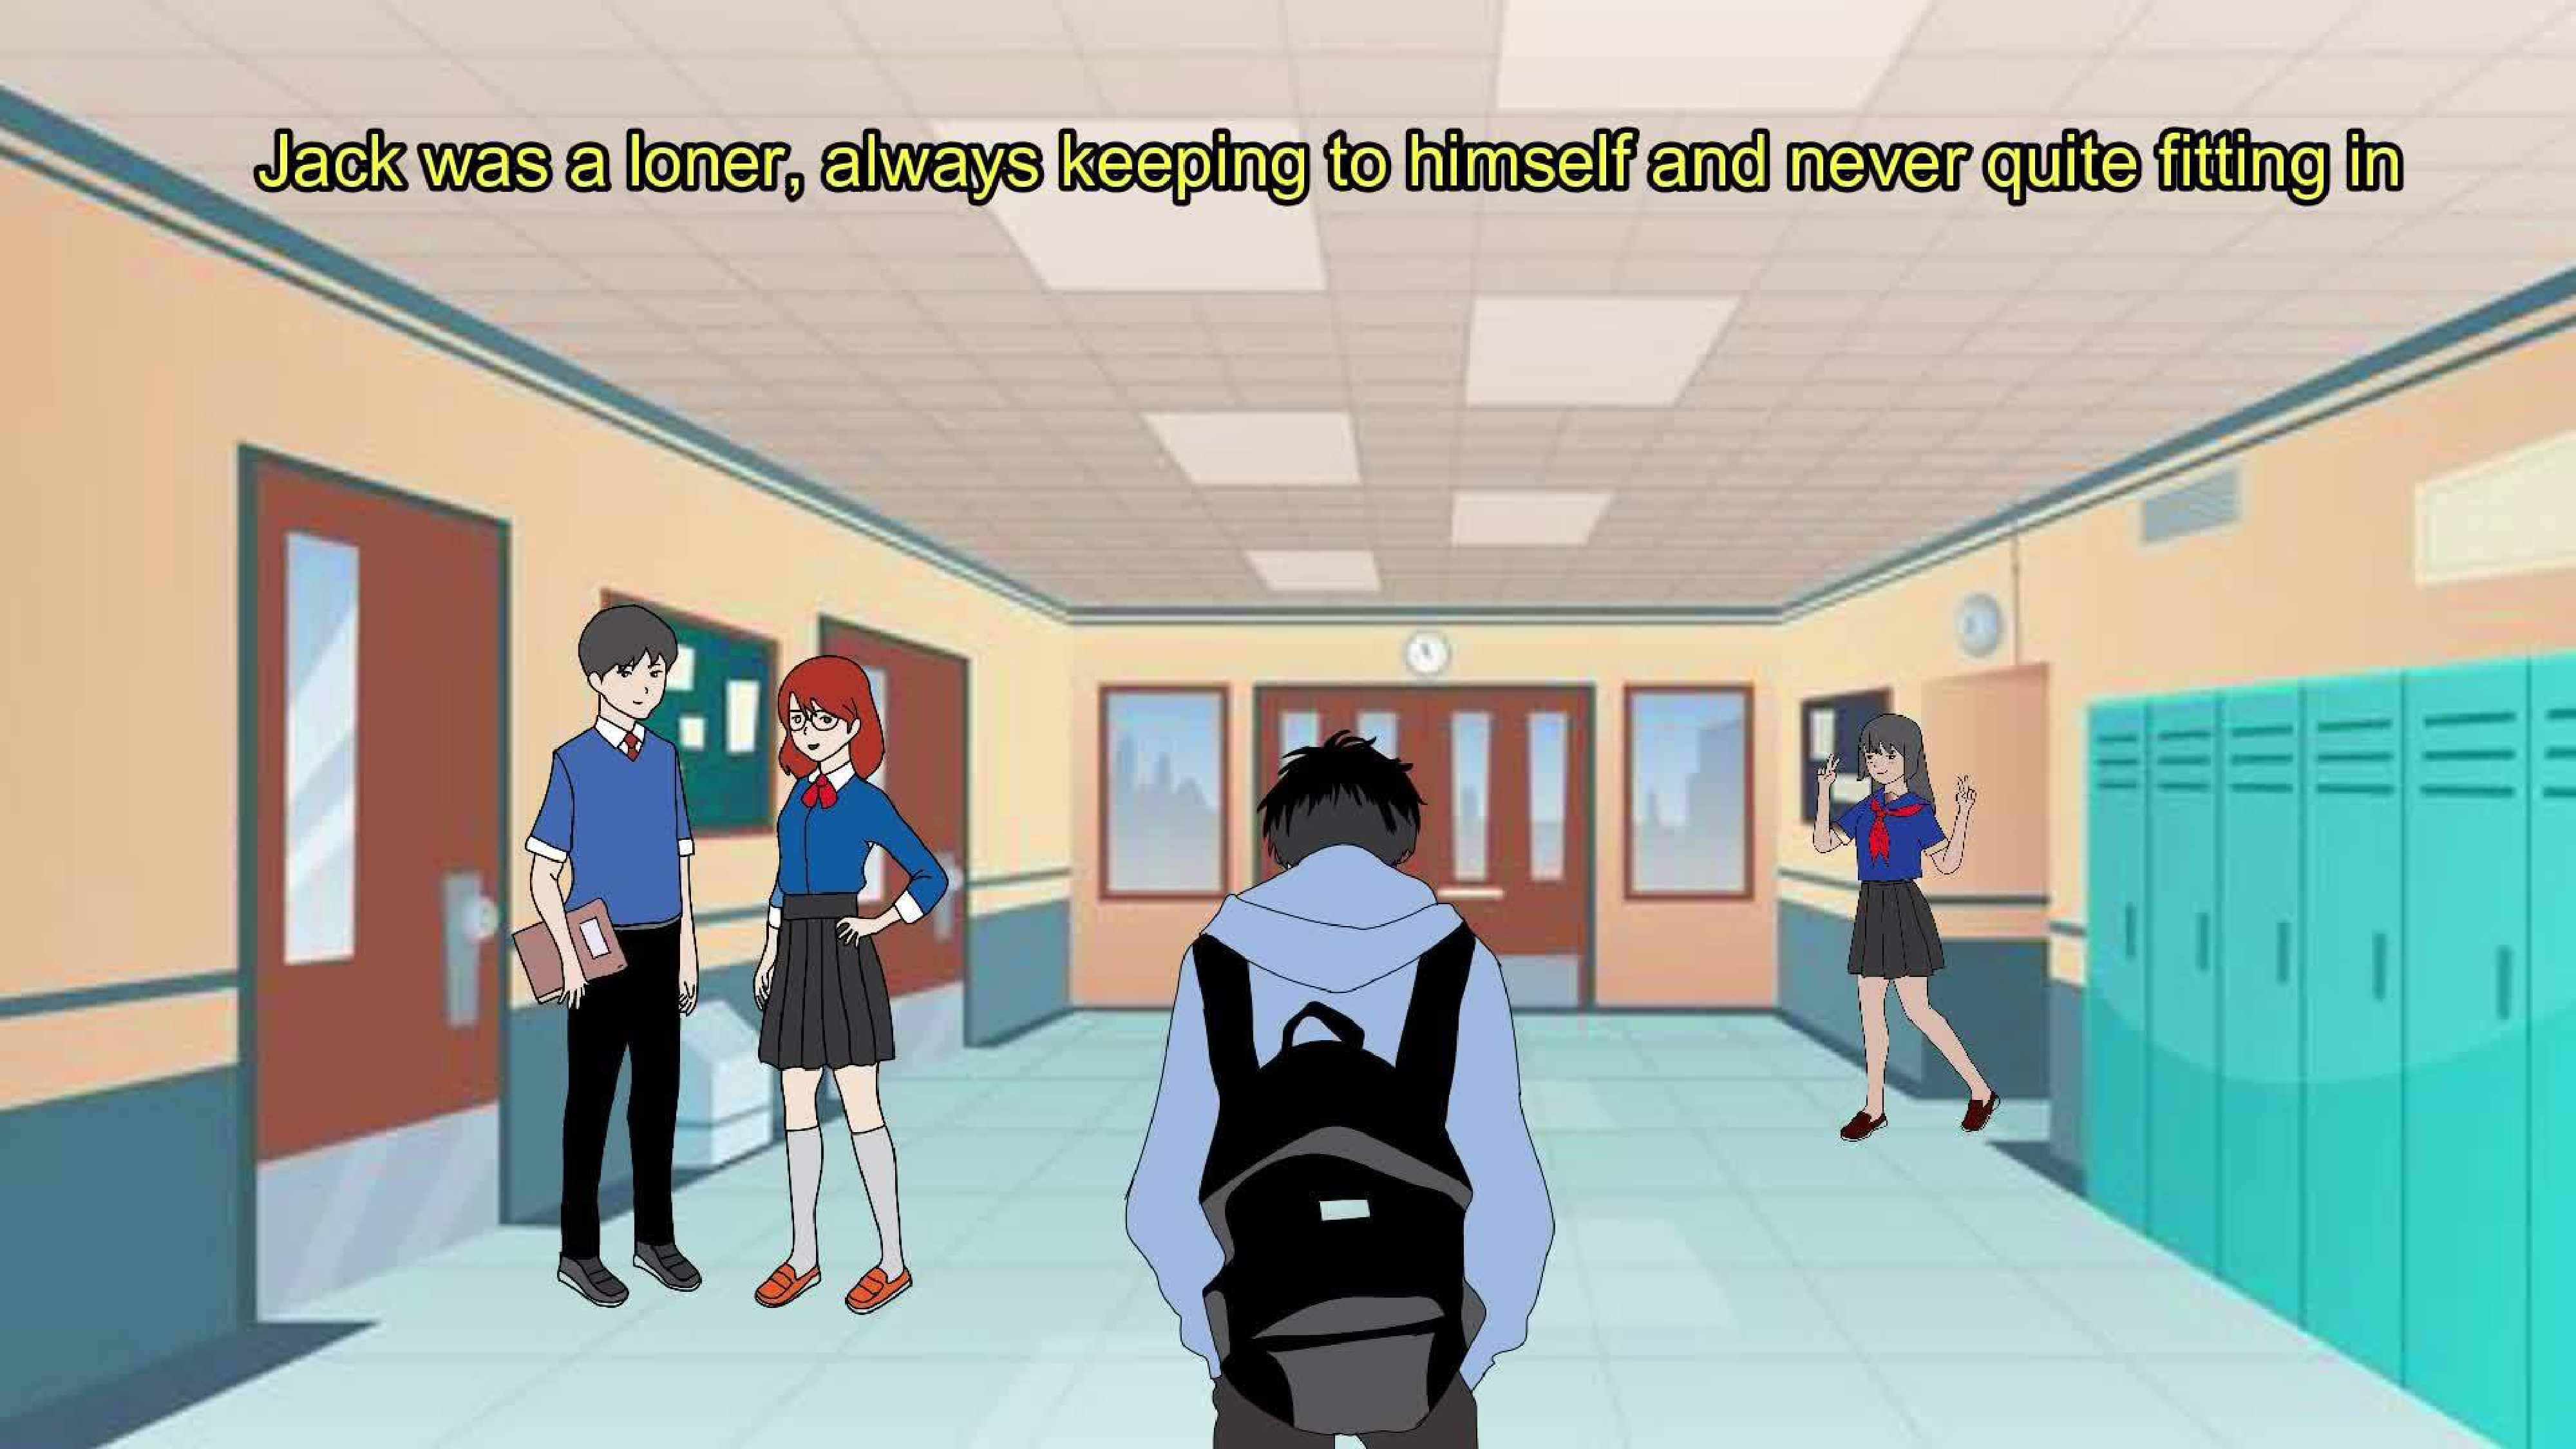 Jack was a loner, always keeping to himself and never quite fitting in